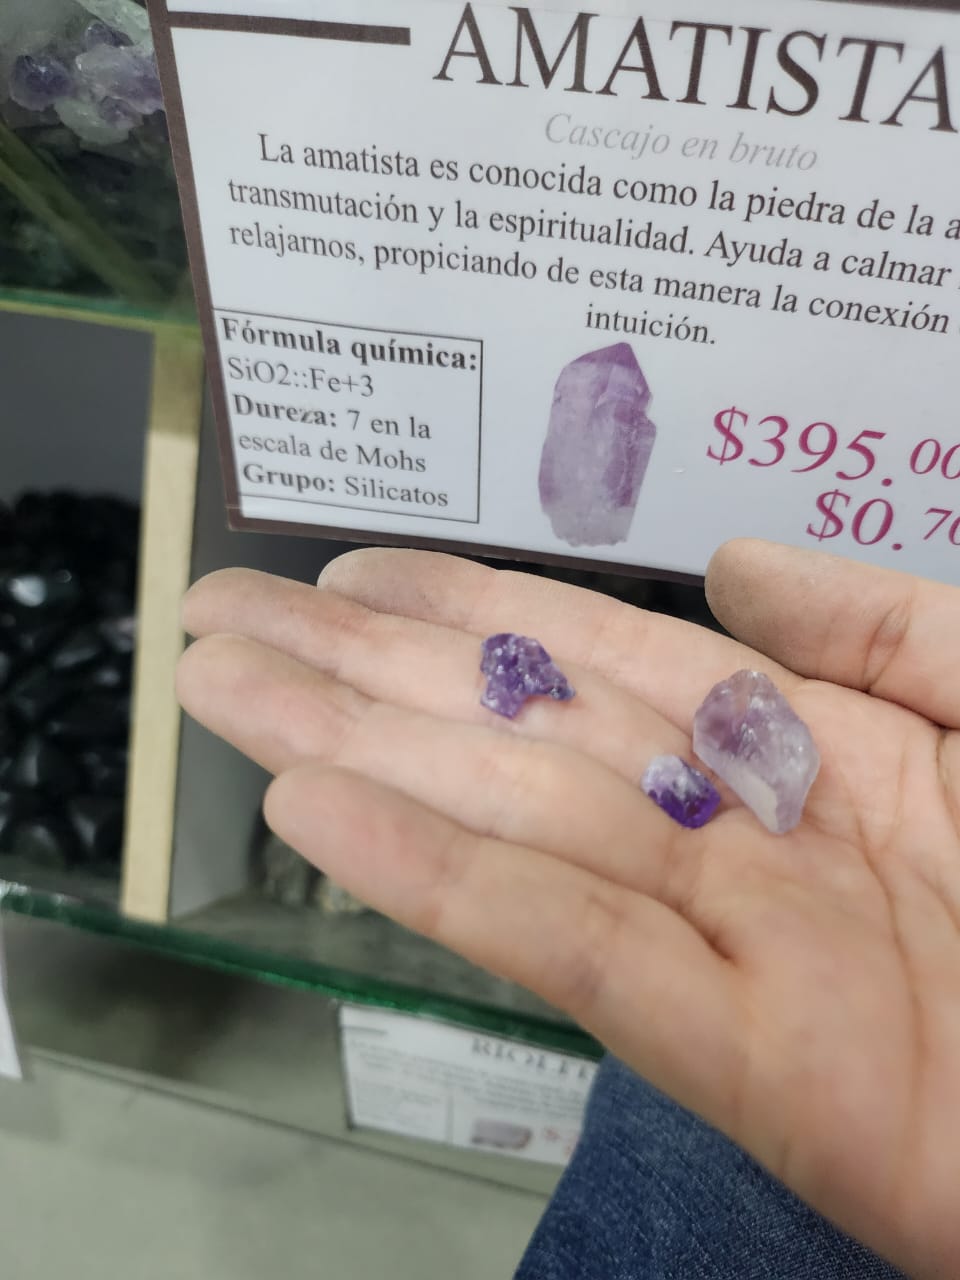 AMATISTA
Cascajo en bruto
La amatista es conocida como la piedra de la
transmutación y la espiritualidad. Ayuda a calmar
relajarnos, propiciando de esta manera la conexión
intuición.
Fórmula química:
SiO2::Fe+3
Dureza: 7 en la
escala de Mohs
Grupo: Silicatos
$395.00
$0.70